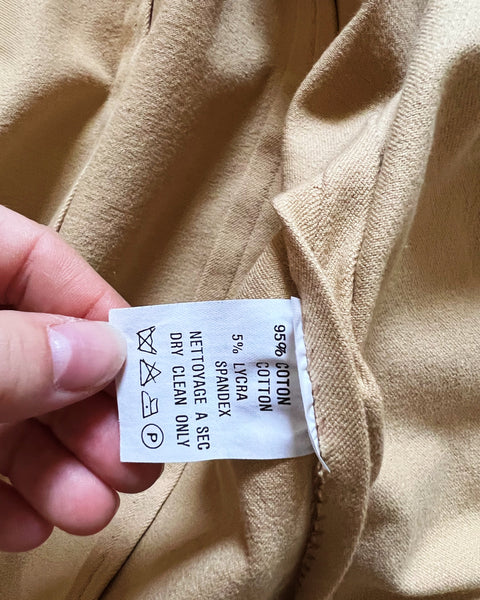 95% COTON
COTTON
5% LYCRA
SPANDEX
NETTOYAGE A SEC
DRY CLEAN ONLY
P